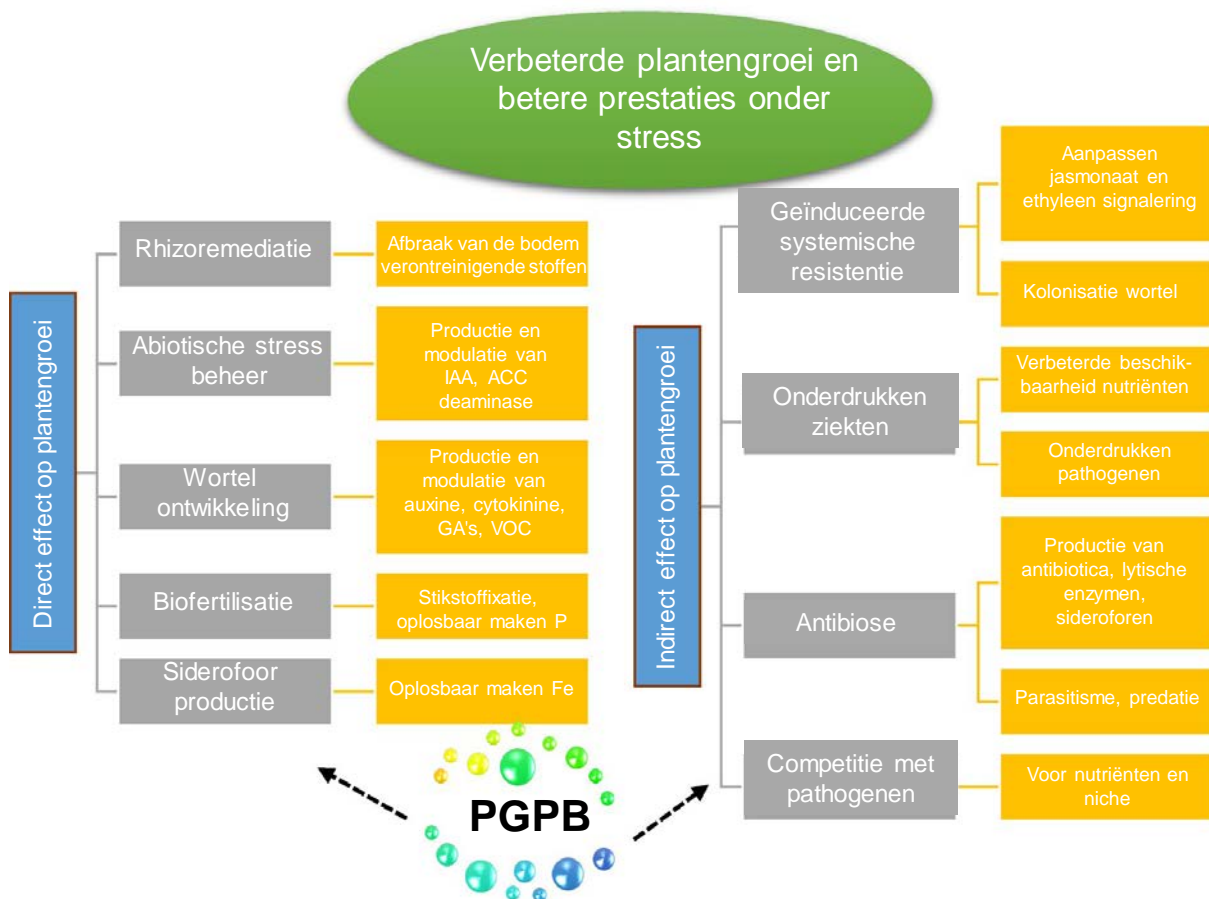 Verbeterde plantengroei en
betere prestaties onder
stress
Direct effect op plantengroei
Rhizoremediatie
Afbraak van de bodem
verontreinigende stoffen
Abiotische stress
beheer
Productie en
modulatie van
IAA, ACC
deaminase
Wortel
ontwikkeling
Productie en
modulatie van
auxine, cytokinine,
GA's, VOC
Biofertilisatie
Stikstoffixatie,
oplosbaar maken P
Siderofoor
productie
Oplosbaar maken Fe
Indirect effect op plantengroei
Geïnduceerde
systemische
resistentie
Aanpassen
jasmonaat en
ethyleen signalering
Kolonisatie wortel
Onderdrukken
ziekten
Verbeterde beschik-
baarheid nutriënten
Onderdrukken
pathogenen
Antibiose
Productie van
antibiotica, lytische
enzymen,
sideroforen
Parasitisme, predatie
Competitie met
pathogenen
Voor nutriënten en
niche
PGPB